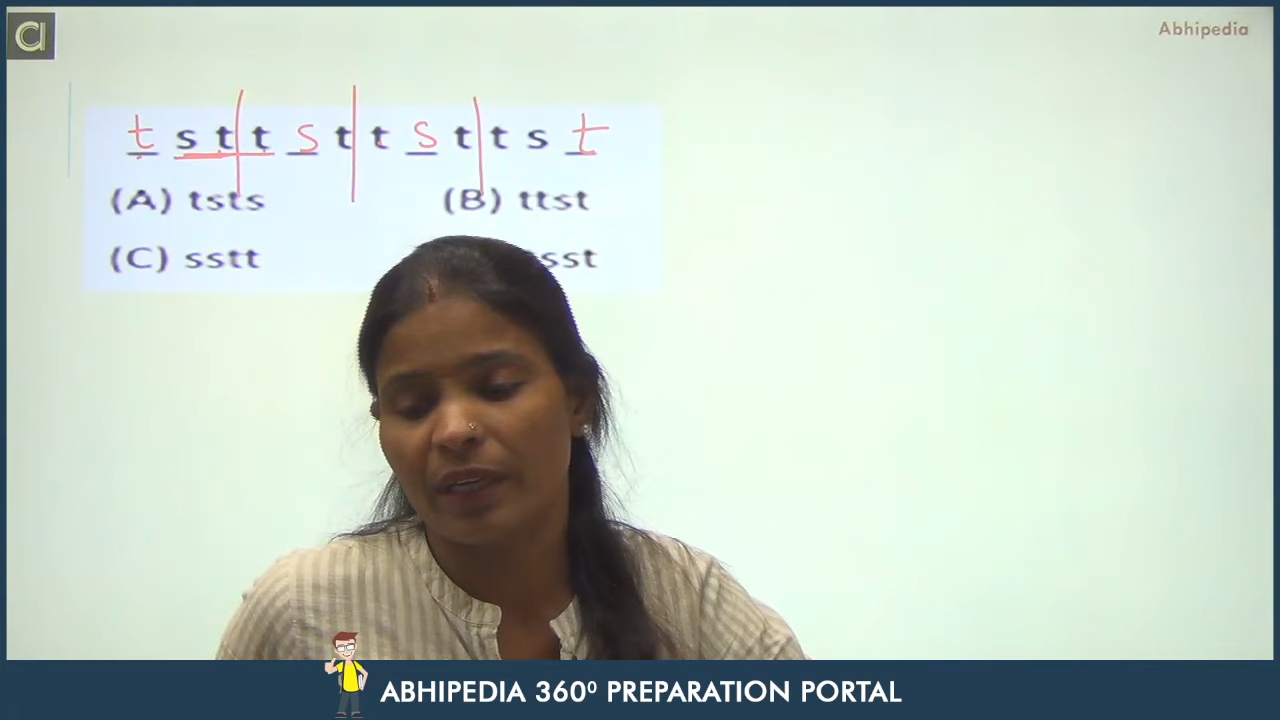 Abhipedia
t s t t s t t s t t s t
(A) tsts (B) ttst
(C) sstt sst
ABHIPEDIA 360⁰ PREPARATION PORTAL